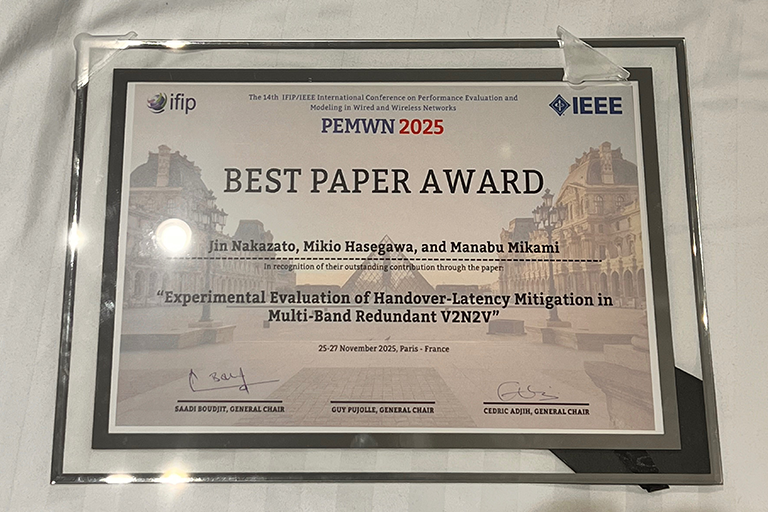 ifip
The 14th IFIP/IEEE International Conference on Performance Evaluation and
Modeling in Wired and Wireless Networks
IEEE
PEMWN 2025
BEST PAPER AWARD
Jin Nakazato, Mikio Hasegawa, and Manabu Mikami
In recognition of their outstanding contribution through the paper:
“Experimental Evaluation of Handover-Latency Mitigation in
Multi-Band Redundant V2N2V”
25-27 November 2025, Paris - France
SAADI BOUDJIT, GENERAL CHAIR
GUY PUJOLLE, GENERAL CHAIR
CEDRIC ADJIH, GENERAL CHAIR